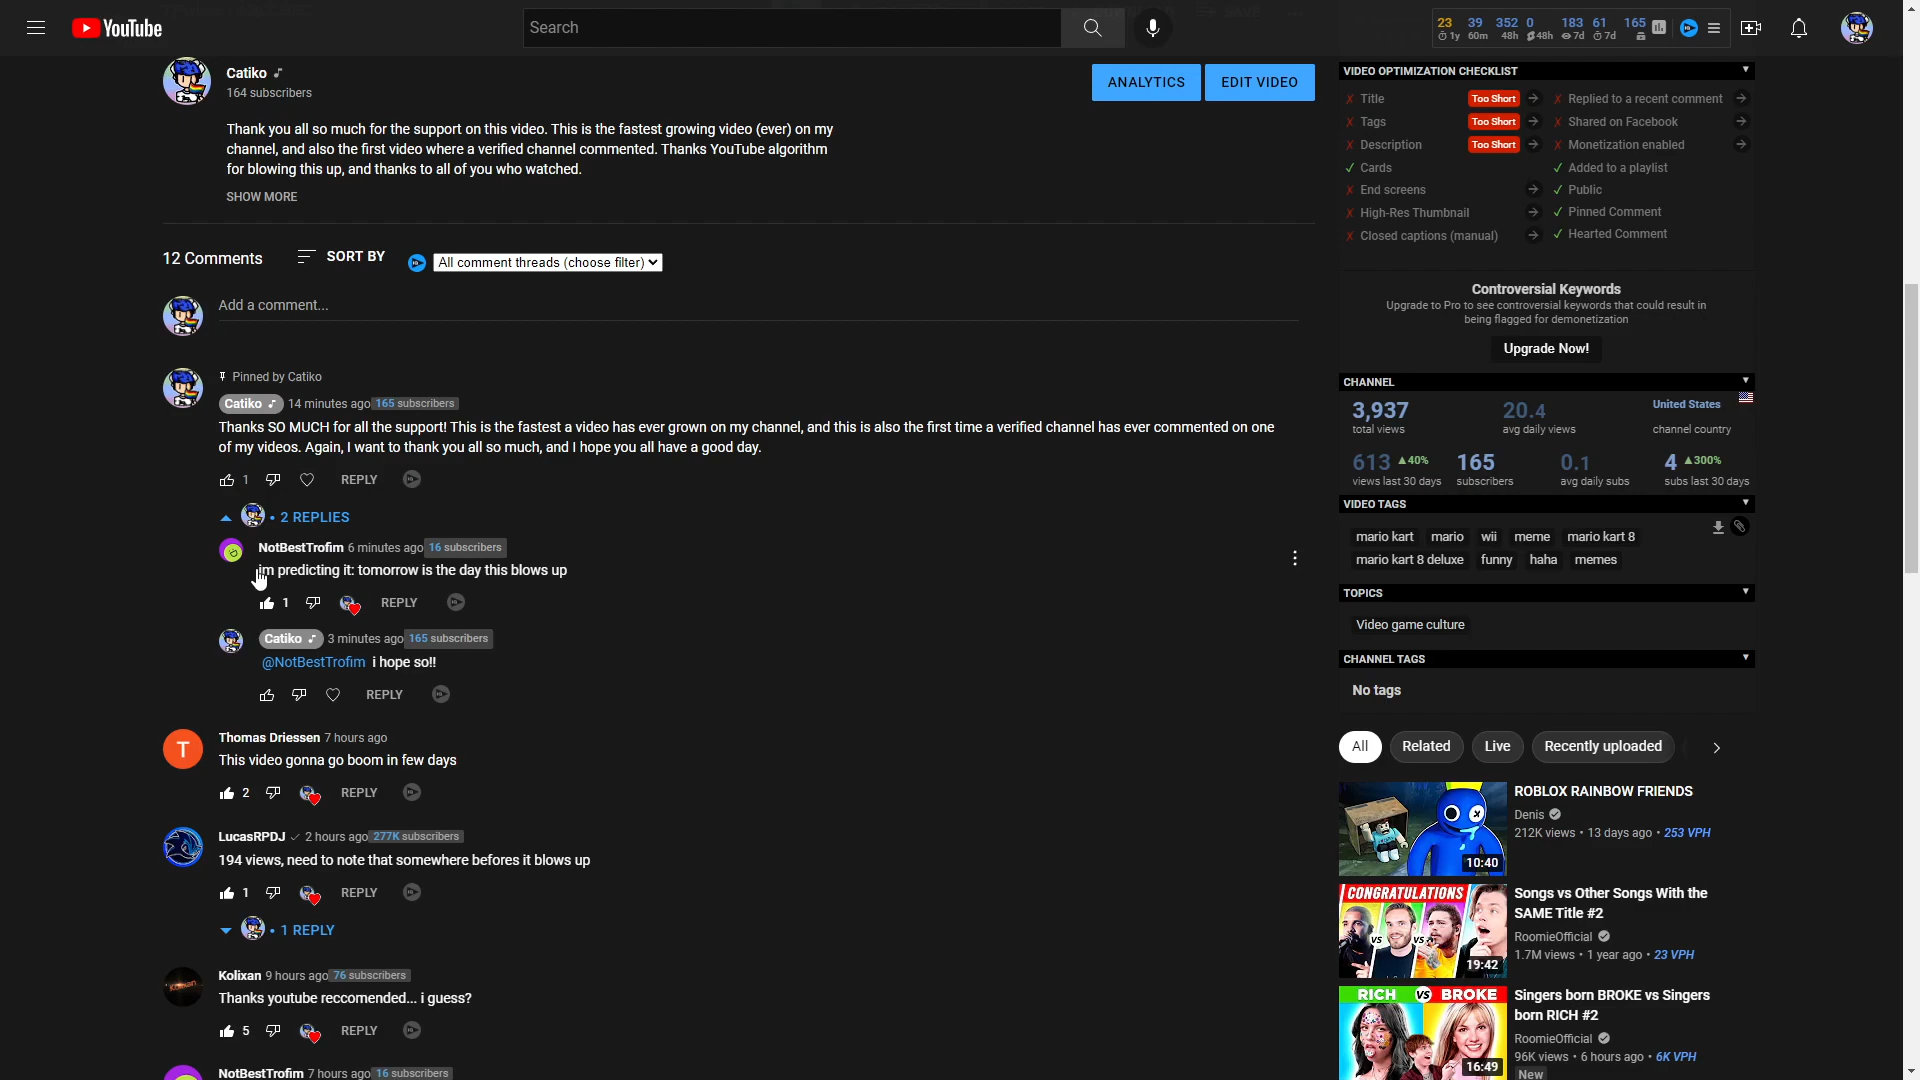 YouTube
Search
23 39 352 0 183 61 165
1y 60m 48h 48h 7d 7d
Catiko
164 subscribers
ANALYTICS EDIT VIDEO
Thank you all so much for the support on this video. This is the fastest growing video (ever) on my
channel, and also the first video where a verified channel commented. Thanks YouTube algorithm
for blowing this up, and thanks to all of you who watched.
SHOW MORE
12 Comments SORT BY All comment threads (choose filter)
Add a comment...
Pinned by Catiko
Catiko 14 minutes ago 165 subscribers
Thanks SO MUCH for all the support! This is the fastest a video has ever grown on my channel, and this is also the first time a verified channel has ever commented on one
of my videos. Again, I want to thank you all so much, and I hope you all have a good day.
1 REPLY
• 2 REPLIES
NotBestTrofim 6 minutes ago 16 subscribers
im predicting it: tomorrow is the day this blows up
1 REPLY
Catiko 3 minutes ago 165 subscribers
@NotBestTrofim i hope so!!
REPLY
T
Thomas Driessen 7 hours ago
This video gonna go boom in few days
2 REPLY
LucasRPDJ 2 hours ago 277K subscribers
194 views, need to note that somewhere befores it blows up
1 REPLY
• 1 REPLY
Kolixan 9 hours ago 76 subscribers
Thanks youtube reccomended... i guess?
5 REPLY
NotBestTrofim 7 hours ago 16 subscribers
VIDEO OPTIMIZATION CHECKLIST
Title Too Short Replied to a recent comment
Tags Too Short Shared on Facebook
Description Too Short Monetization enabled
Cards Added to a playlist
End screens Public
High-Res Thumbnail Pinned Comment
Closed captions (manual) Hearted Comment
Controversial Keywords
Upgrade to Pro to see controversial keywords that could result in
being flagged for demonetization
Upgrade Now!
CHANNEL
3,937 20.4 United States
total views avg daily views channel country
613 40% 165 0.1 4 300%
views last 30 days subscribers avg daily subs subs last 30 days
VIDEO TAGS
mario kart mario wii meme mario kart 8
mario kart 8 deluxe funny haha memes
TOPICS
Video game culture
CHANNEL TAGS
No tags
All Related Live Recently uploaded
10:40
ROBLOX RAINBOW FRIENDS
Denis
212K views • 13 days ago • 253 VPH
CONGRATULATIONS
VS VS
19:42
Songs vs Other Songs With the
SAME Title #2
RoomieOfficial
1.7M views • 1 year ago • 23 VPH
RICH VS BROKE
16:49
Singers born BROKE vs Singers
born RICH #2
RoomieOfficial
96K views • 6 hours ago • 6K VPH
New